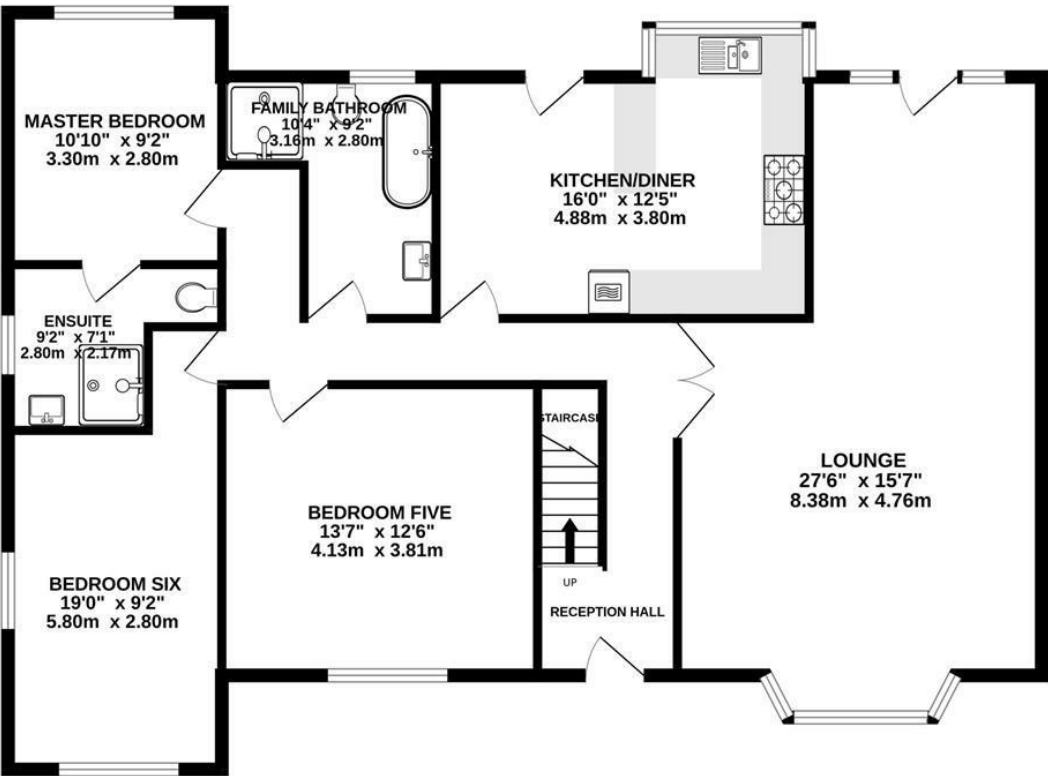 MASTER BEDROOM
10'10" x 9'2"
3.30m x 2.80m
FAMILY BATHROOM
10'4" x 9'2"
3.16m x 2.80m
KITCHEN/DINER
16'0" x 12'5"
4.88m x 3.80m
ENSUITE
9'2" x 7'1"
2.80m x 2.17m
STAIRCASE
LOUNGE
27'6" x 15'7"
8.38m x 4.76m
BEDROOM FIVE
13'7" x 12'6"
4.13m x 3.81m
BEDROOM SIX
19'0" x 9'2"
5.80m x 2.80m
UP
RECEPTION HALL